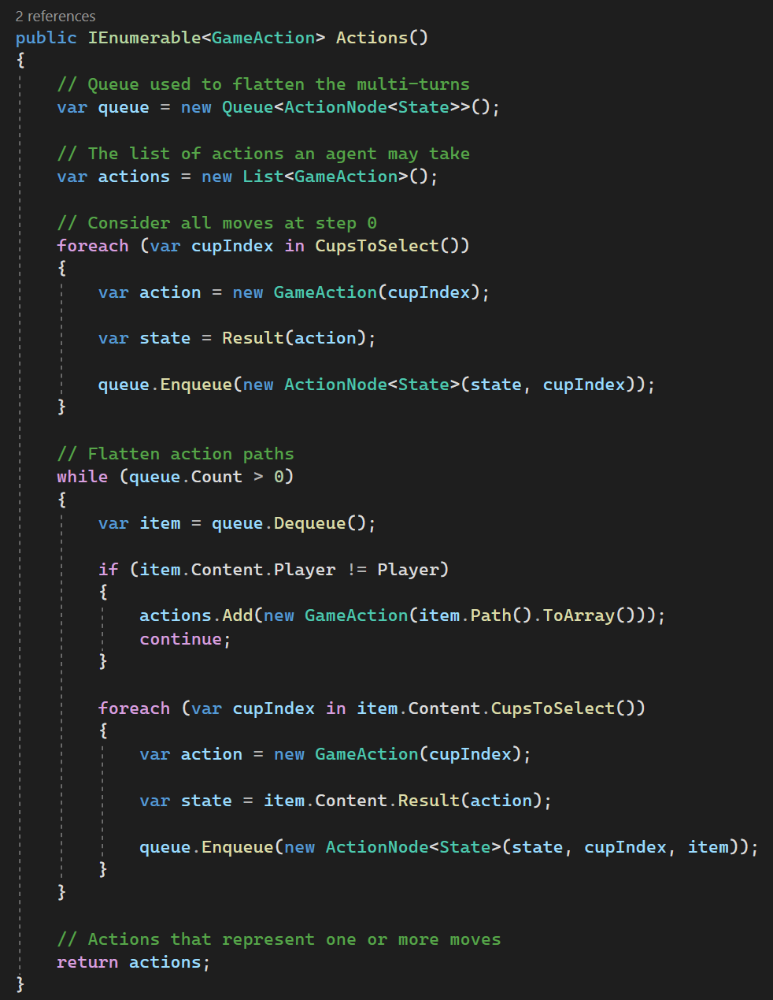 2 references
public IEnumerable<GameAction> Actions()
{
// Queue used to flatten the multi-turns
var queue = new Queue<ActionNode<State>>();
// The list of actions an agent may take
var actions = new List<GameAction>();
// Consider all moves at step 0
foreach (var cupIndex in CupsToSelect())
{
var action = new GameAction(cupIndex);
var state = Result(action);
queue.Enqueue(new ActionNode<State>(state, cupIndex));
}
// Flatten action paths
while (queue.Count > 0)
{
var item = queue.Dequeue();
if (item.Content.Player != Player)
{
actions.Add(new GameAction(item.Path().ToArray()));
continue;
}
foreach (var cupIndex in item.Content.CupsToSelect())
{
var action = new GameAction(cupIndex);
var state = item.Content.Result(action);
queue.Enqueue(new ActionNode<State>(state, cupIndex, item));
}
}
// Actions that represent one or more moves
return actions;
}